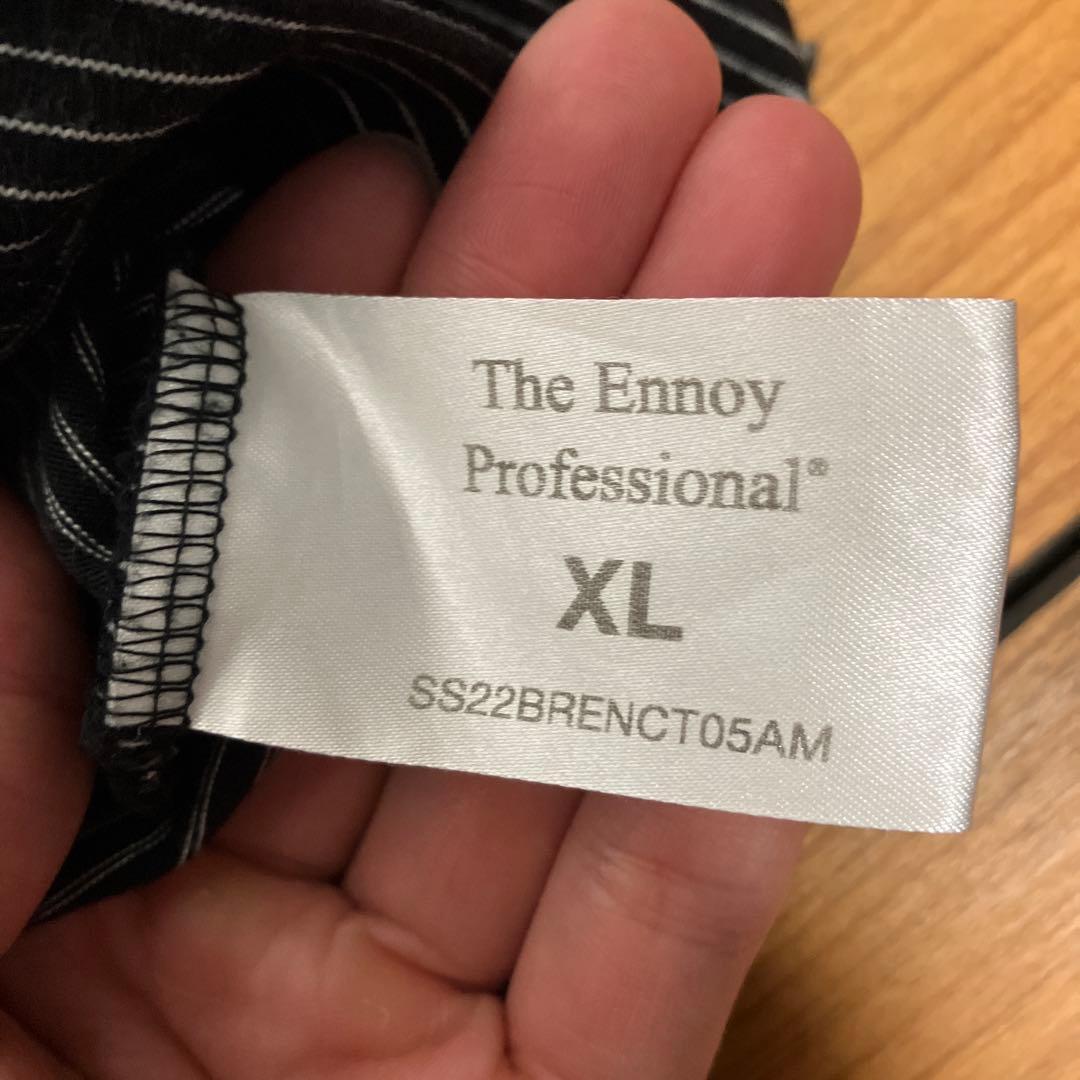 The Ennoy
Professional®
XL
SS22BRENCT05AM